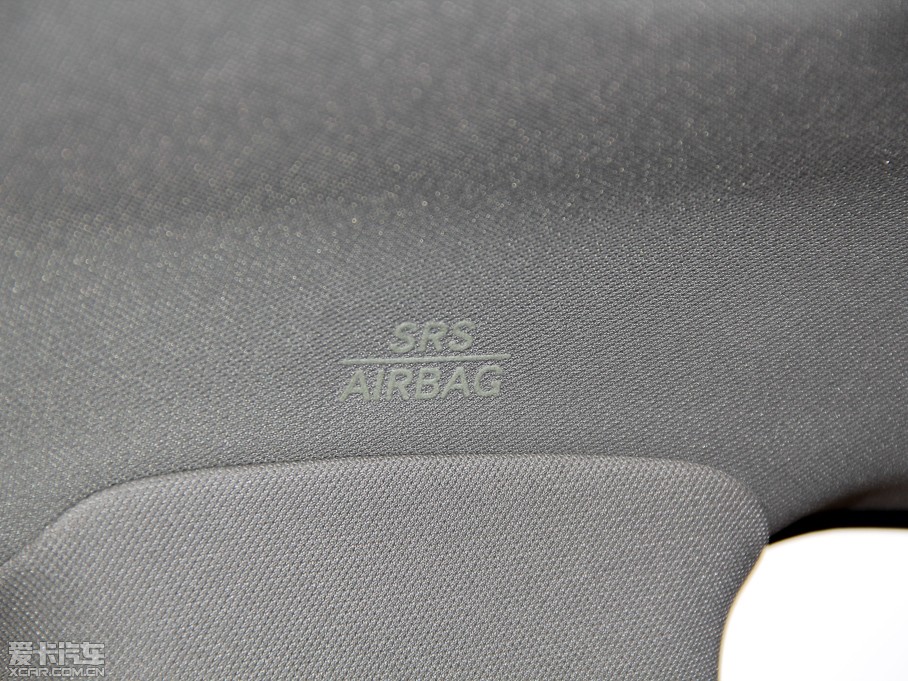 SRS
AIRBAG
爱卡汽车
XCAR.COM.CN